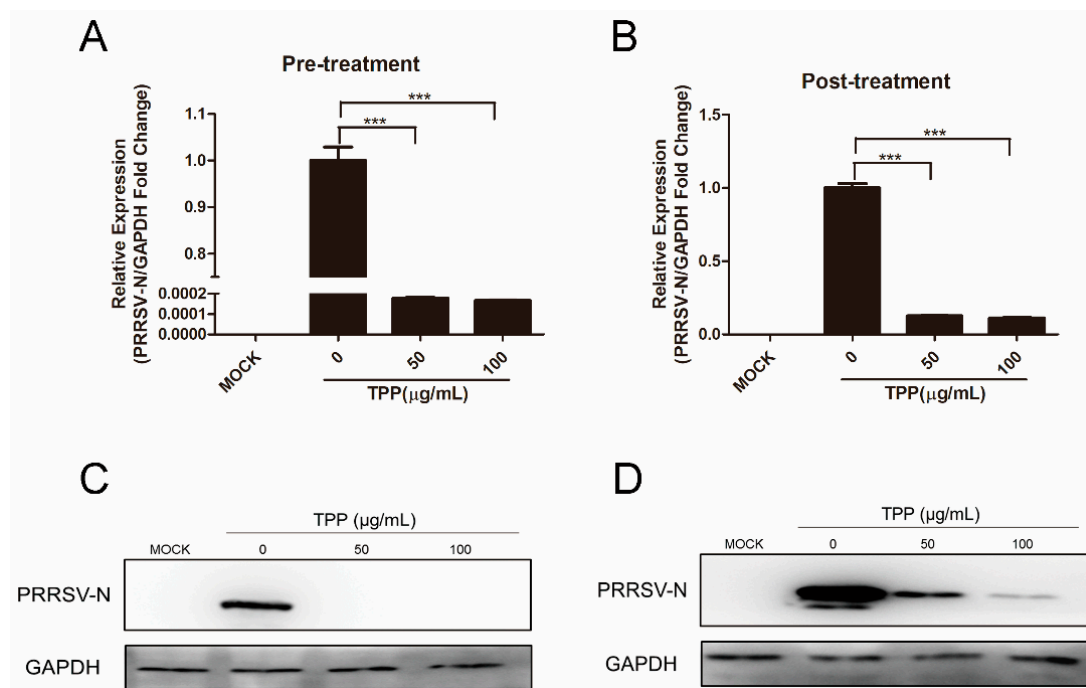 A
Pre-treatment
Relative Expression
(PRRSV-N/GAPDH Fold Change)
1.1
1.0
0.9
0.8
0.0002
0.0001
0.0000
***
***
MOCK
0
50
100
TPP(μg/mL)
B
Post-treatment
Relative Expression
(PRRSV-N/GAPDH Fold Change)
1.5
1.0
0.5
0.0
***
***
MOCK
0
50
100
TPP(μg/mL)
C
TPP (μg/mL)
MOCK 0 50 100
PRRSV-N
GAPDH
D
TPP (μg/mL)
MOCK 0 50 100
PRRSV-N
GAPDH